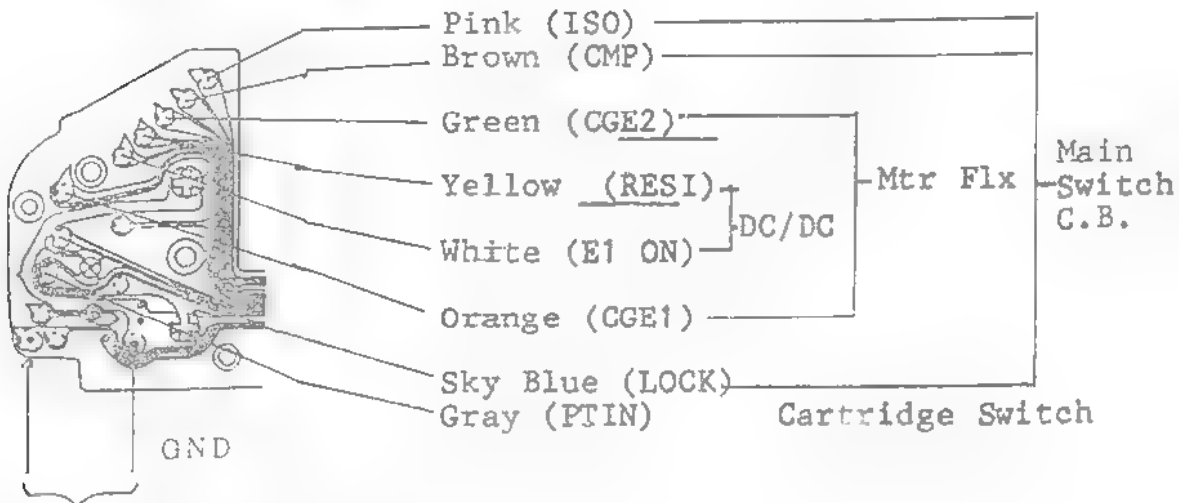 Pink (ISO)
Brown (CMP)
Green (CGE2)
Yellow (RESI)
White (E1 ON)
DC/DC
Orange (CGE1)
Mtr Flx
Main
Switch
C.B.
Sky Blue (LOCK)
Gray (PTIN)
Cartridge Switch
GND